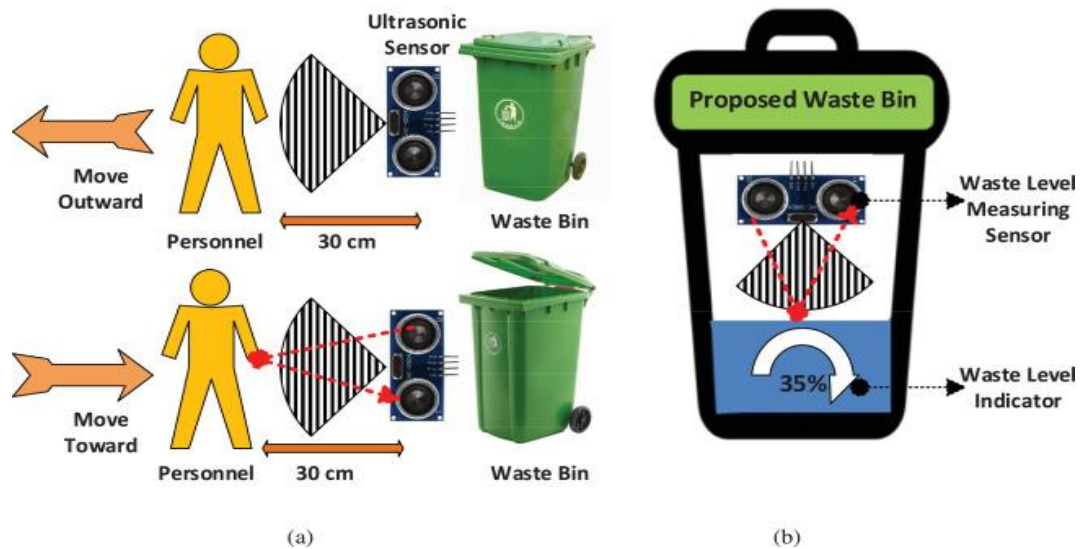 Ultrasonic
Sensor
Move
Outward
Personnel
30 cm
Waste Bin
Move
Toward
Personnel
30 cm
Waste Bin
(a)
Proposed Waste Bin
Waste Level
Measuring
Sensor
35%
Waste Level
Indicator
(b)